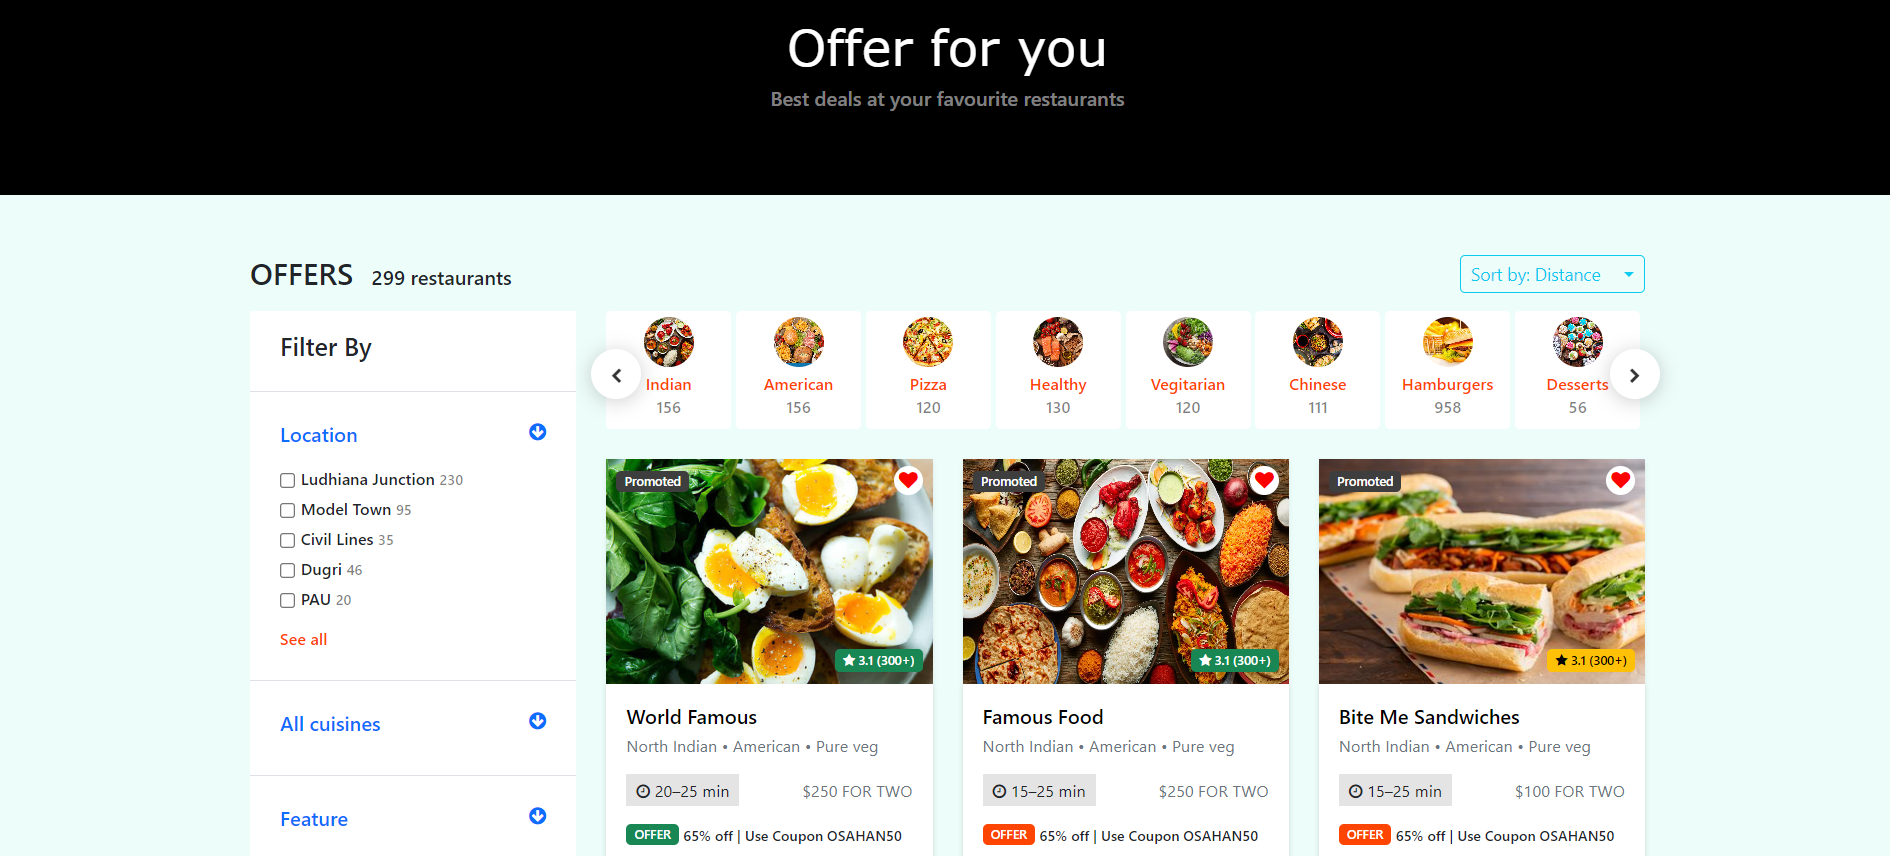 Offer for you
Best deals at your favourite restaurants
OFFERS 299 restaurants
Sort by: Distance
Filter By
Location
Ludhiana Junction 230
Model Town 95
Civil Lines 35
Dugri 46
PAU 20
See all
All cuisines
Feature
Indian
156
American
156
Pizza
120
Healthy
130
Vegitarian
120
Chinese
111
Hamburgers
958
Desserts
56
Promoted
3.1 (300+)
World Famous
North Indian • American • Pure veg
20–25 min $250 FOR TWO
OFFER 65% off | Use Coupon OSAHAN50
Promoted
3.1 (300+)
Famous Food
North Indian • American • Pure veg
15–25 min $250 FOR TWO
OFFER 65% off | Use Coupon OSAHAN50
Promoted
3.1 (300+)
Bite Me Sandwiches
North Indian • American • Pure veg
15–25 min $100 FOR TWO
OFFER 65% off | Use Coupon OSAHAN50